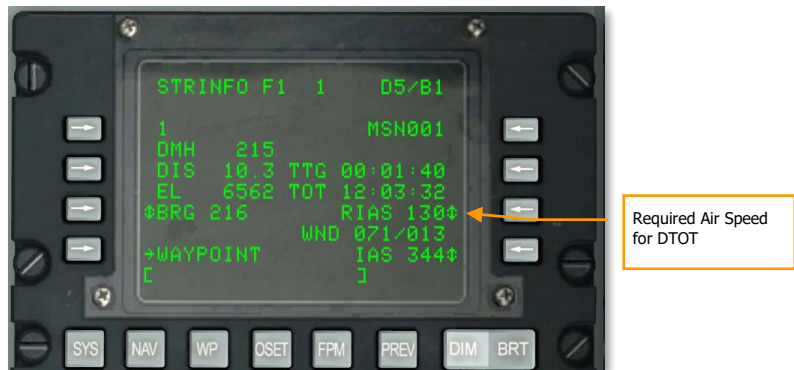 STRINFO F1 1 D5/B1
1 MSN001
DMH 215
DIS 10.3 TTG 00:01:40
EL 6562 TOT 12:03:32
↕BRG 216 RIAS 130↕
WND 071/013
→WAYPOINT IAS 344↕
[ ]
Required Air Speed
for DTOT
SYS NAV WP OSET FPM PREV DIM BRT